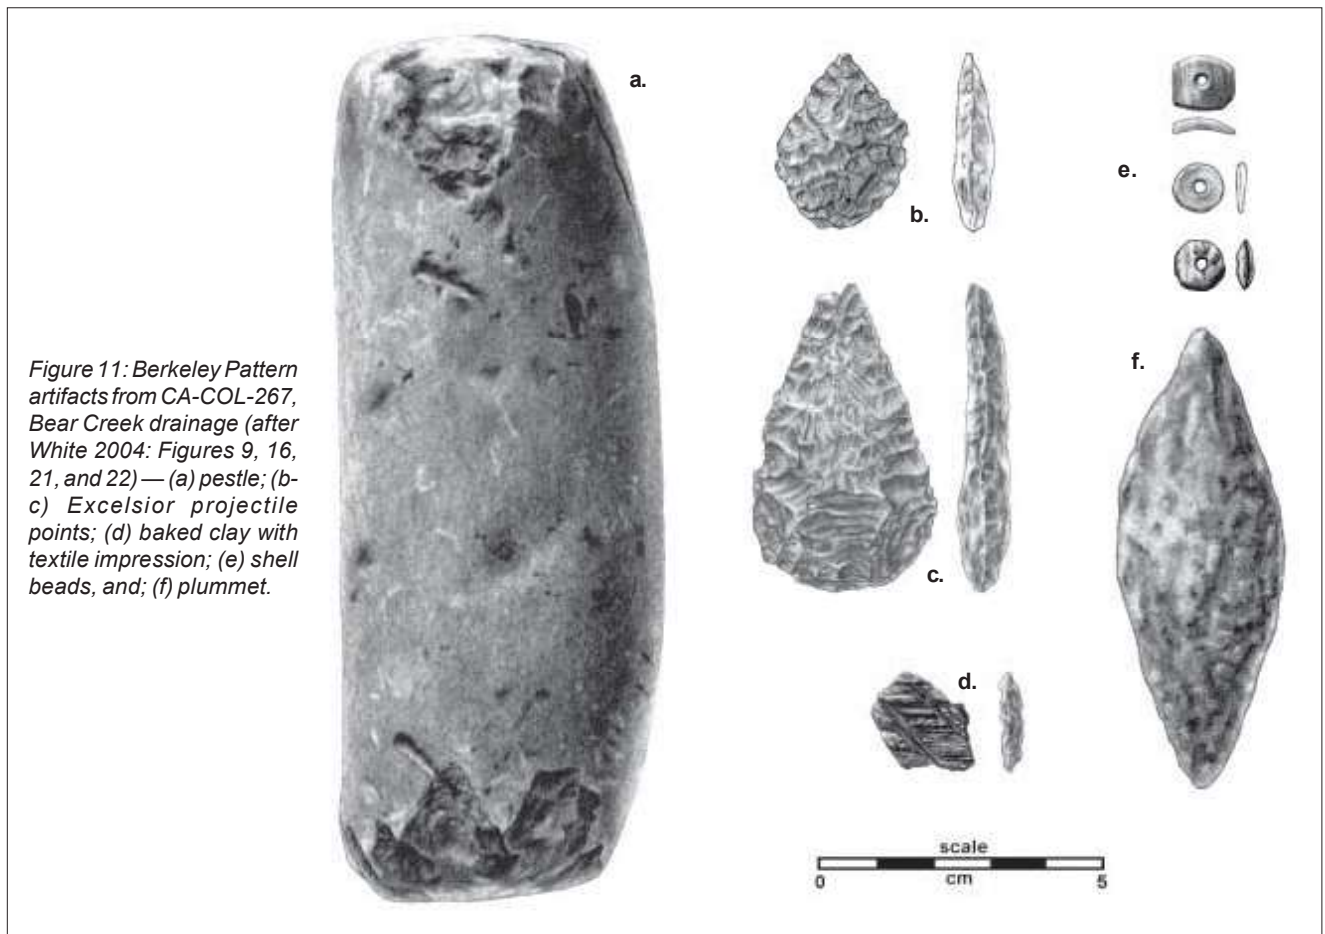 Figure 11: Berkeley Pattern
artifacts from CA-COL-267,
Bear Creek drainage (after
White 2004: Figures 9, 16,
21, and 22) — (a) pestle; (b-
c) Excelsior projectile
points; (d) baked clay with
textile impression; (e) shell
beads, and; (f) plummet.
a.
b.
c.
d.
e.
f.
scale
0 cm 5